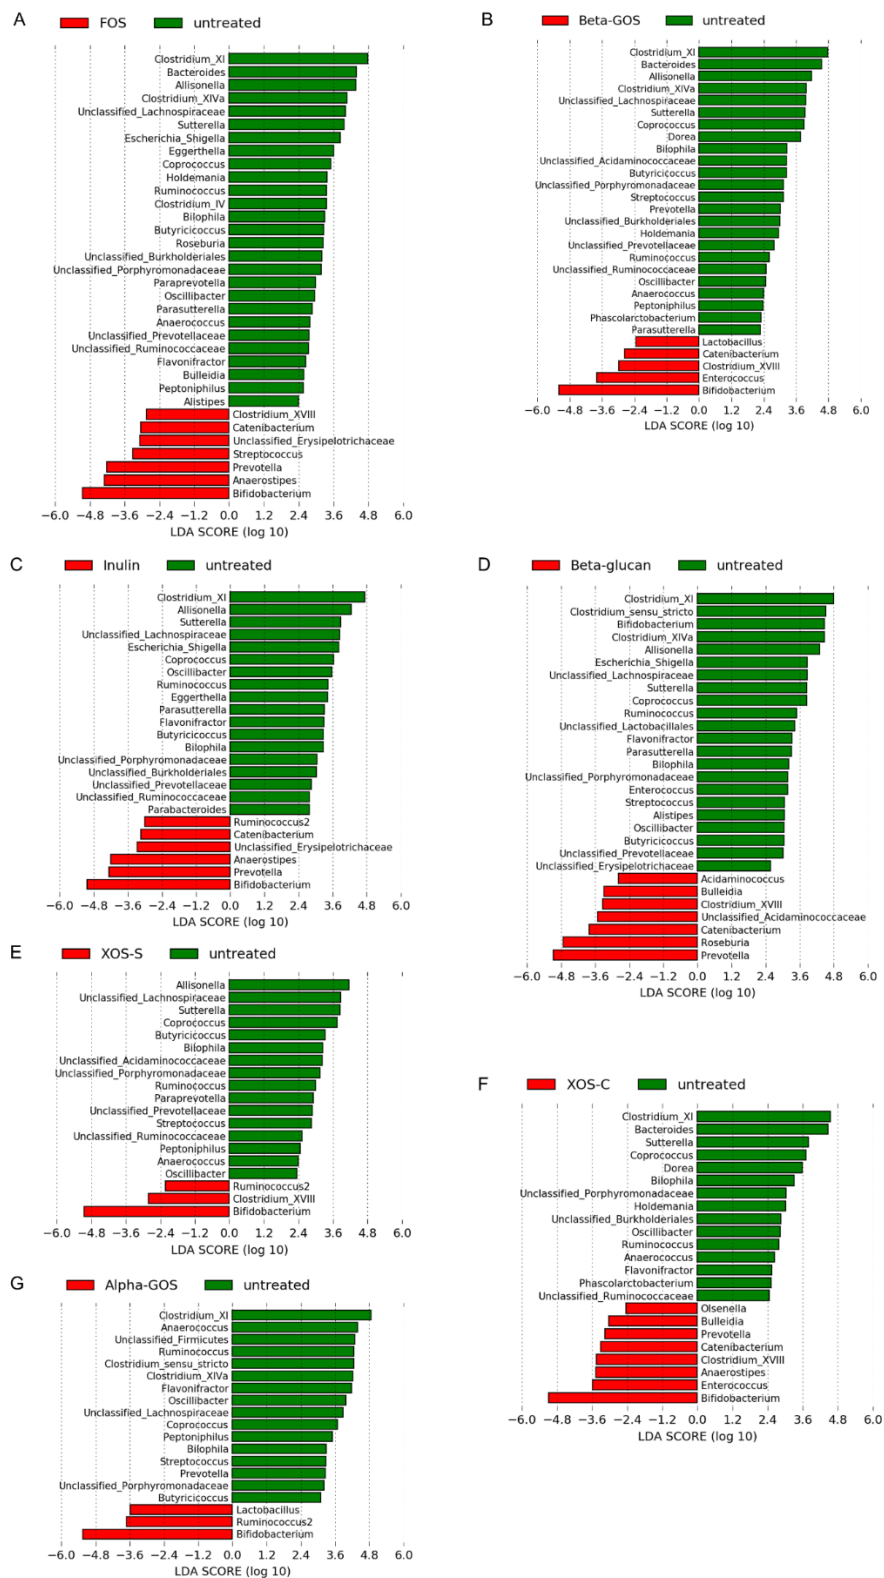 A
FOS untreated
Clostridium_XI
Bacteroides
Allisonella
Clostridium_XIVa
Unclassified_Lachnospiraceae
Sutterella
Escherichia_Shigella
Eggerthella
Coprococcus
Holdemania
Ruminococcus
Clostridium_IV
Bilophila
Butyricicoccus
Roseburia
Unclassified_Burkholderiales
Unclassified_Porphyromonadaceae
Paraprevotella
Oscillibacter
Parasutterella
Anaerococcus
Unclassified_Prevotellaceae
Unclassified_Ruminococcaceae
Flavonifractor
Bulleidia
Peptoniphilus
Alistipes
Clostridium_XVIII
Catenibacterium
Unclassified_Erysipelotrichaceae
Streptococcus
Prevotella
Anaerostipes
Bifidobacterium
−6.0 −4.8 −3.6 −2.4 −1.2 0.0 1.2 2.4 3.6 4.8 6.0
LDA SCORE (log 10)
B
Beta-GOS untreated
Clostridium_XI
Bacteroides
Allisonella
Clostridium_XIVa
Unclassified_Lachnospiraceae
Sutterella
Coprococcus
Dorea
Bilophila
Unclassified_Acidaminococcaceae
Butyricicoccus
Unclassified_Porphyromonadaceae
Streptococcus
Prevotella
Unclassified_Burkholderiales
Holdemania
Unclassified_Prevotellaceae
Ruminococcus
Unclassified_Ruminococcaceae
Oscillibacter
Anaerococcus
Peptoniphilus
Phascolarctobacterium
Parasutterella
Lactobacillus
Catenibacterium
Clostridium_XVIII
Enterococcus
Bifidobacterium
−6.0 −4.8 −3.6 −2.4 −1.2 0.0 1.2 2.4 3.6 4.8 6.0
LDA SCORE (log 10)
C
Inulin untreated
Clostridium_XI
Allisonella
Sutterella
Unclassified_Lachnospiraceae
Escherichia_Shigella
Coprococcus
Oscillibacter
Ruminococcus
Eggerthella
Parasutterella
Flavonifractor
Butyricicoccus
Bilophila
Unclassified_Porphyromonadaceae
Unclassified_Burkholderiales
Unclassified_Prevotellaceae
Unclassified_Ruminococcaceae
Parabacteroides
Ruminococcus2
Catenibacterium
Unclassified_Erysipelotrichaceae
Anaerostipes
Prevotella
Bifidobacterium
−6.0 −4.8 −3.6 −2.4 −1.2 0.0 1.2 2.4 3.6 4.8 6.0
LDA SCORE (log 10)
D
Beta-glucan untreated
Clostridium_XI
Clostridium_sensu_stricto
Bifidobacterium
Clostridium_XIVa
Allisonella
Escherichia_Shigella
Unclassified_Lachnospiraceae
Sutterella
Coprococcus
Ruminococcus
Unclassified_Lactobacillales
Flavonifractor
Parasutterella
Bilophila
Unclassified_Porphyromonadaceae
Enterococcus
Streptococcus
Alistipes
Oscillibacter
Butyricicoccus
Unclassified_Prevotellaceae
Unclassified_Erysipelotrichaceae
Acidaminococcus
Bulleidia
Clostridium_XVIII
Unclassified_Acidaminococcaceae
Catenibacterium
Roseburia
Prevotella
−6.0 −4.8 −3.6 −2.4 −1.2 0.0 1.2 2.4 3.6 4.8 6.0
LDA SCORE (log 10)
E
XOS-S untreated
Allisonella
Unclassified_Lachnospiraceae
Sutterella
Coprococcus
Butyricicoccus
Bilophila
Unclassified_Acidaminococcaceae
Unclassified_Porphyromonadaceae
Ruminococcus
Paraprevotella
Unclassified_Prevotellaceae
Streptococcus
Unclassified_Ruminococcaceae
Peptoniphilus
Anaerococcus
Oscillibacter
Ruminococcus2
Clostridium_XVIII
Bifidobacterium
−6.0 −4.8 −3.6 −2.4 −1.2 0.0 1.2 2.4 3.6 4.8 6.0
LDA SCORE (log 10)
F
XOS-C untreated
Clostridium_XI
Bacteroides
Sutterella
Coprococcus
Dorea
Bilophila
Unclassified_Porphyromonadaceae
Holdemania
Unclassified_Burkholderiales
Oscillibacter
Ruminococcus
Anaerococcus
Flavonifractor
Phascolarctobacterium
Unclassified_Ruminococcaceae
Olsenella
Bulleidia
Prevotella
Catenibacterium
Clostridium_XVIII
Anaerostipes
Enterococcus
Bifidobacterium
−6.0 −4.8 −3.6 −2.4 −1.2 0.0 1.2 2.4 3.6 4.8 6.0
LDA SCORE (log 10)
G
Alpha-GOS untreated
Clostridium_XI
Anaerococcus
Unclassified_Firmicutes
Ruminococcus
Clostridium_sensu_stricto
Clostridium_XIVa
Flavonifractor
Oscillibacter
Unclassified_Lachnospiraceae
Coprococcus
Peptoniphilus
Bilophila
Streptococcus
Prevotella
Unclassified_Porphyromonadaceae
Butyricicoccus
Lactobacillus
Ruminococcus2
Bifidobacterium
−6.0 −4.8 −3.6 −2.4 −1.2 0.0 1.2 2.4 3.6 4.8 6.0
LDA SCORE (log 10)